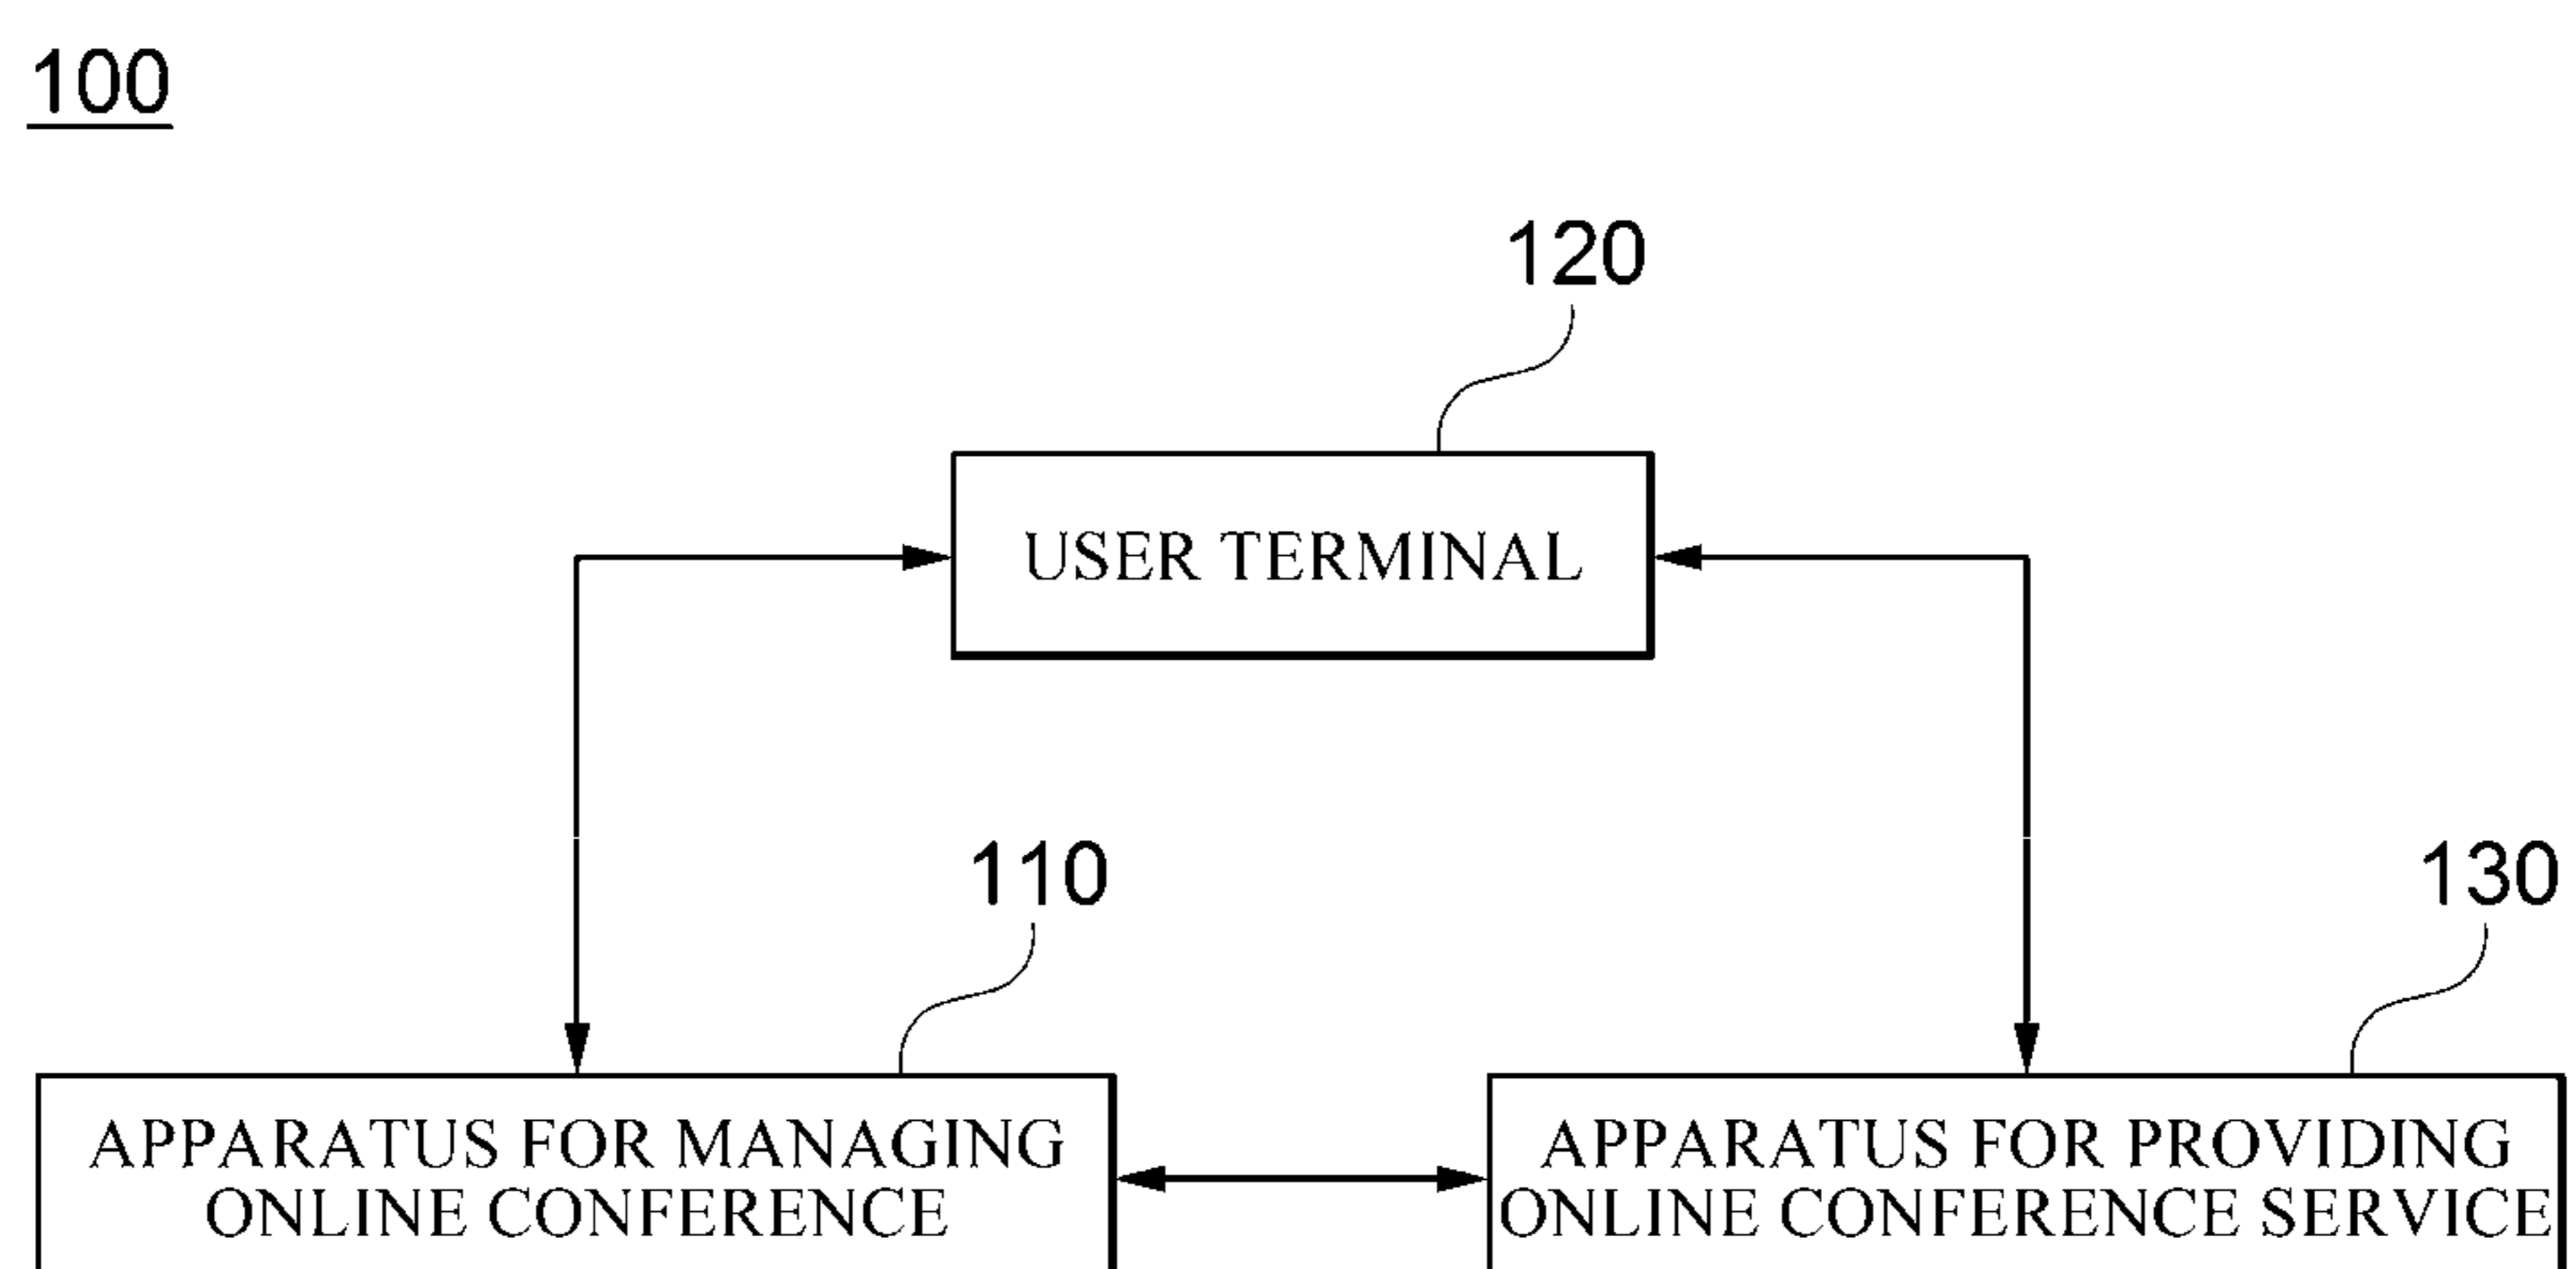 100
120
USER TERMINAL
110
130
APPARATUS FOR MANAGING
ONLINE CONFERENCE
APPARATUS FOR PROVIDING
ONLINE CONFERENCE SERVICE